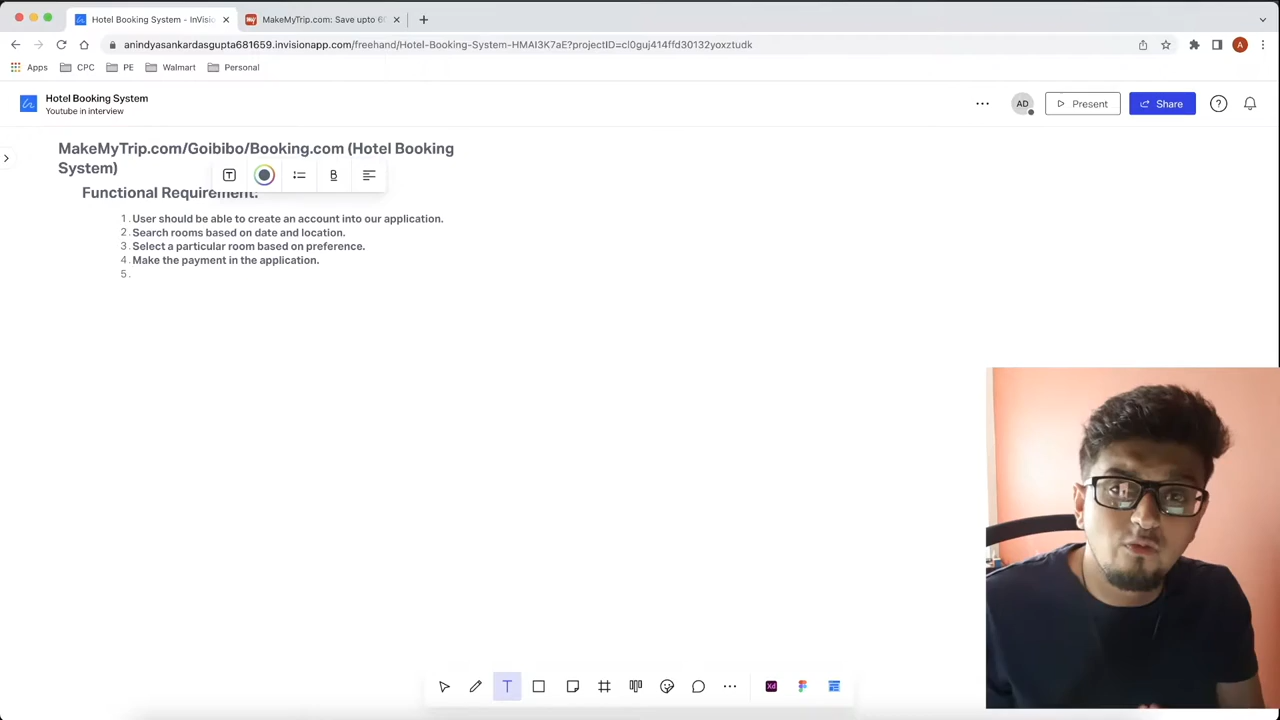 Hotel Booking System - InVisi
MakeMyTrip.com: Save upto 60
anindyasankardasgupta681659.invisionapp.com/freehand/Hotel-Booking-System-HMAI3K7aE?projectID=cl0guj414ffd30132yoxztudk
A
Apps CPC PE Walmart Personal
Hotel Booking System
Youtube in interview
AD
Present
Share
MakeMyTrip.com/Goibibo/Booking.com (Hotel Booking
System)
Functional Requirement:
1. User should be able to create an account into our application.
2. Search rooms based on date and location.
3. Select a particular room based on preference.
4. Make the payment in the application.
5.
T B
T
Xd